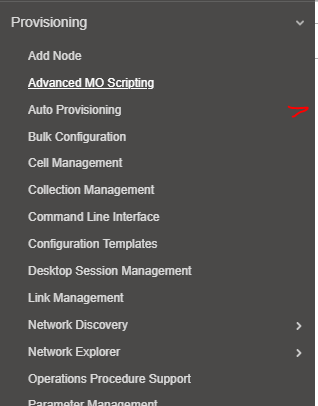 Provisioning
Add Node
Advanced MO Scripting
Auto Provisioning
Bulk Configuration
Cell Management
Collection Management
Command Line Interface
Configuration Templates
Desktop Session Management
Link Management
Network Discovery
Network Explorer
Operations Procedure Support
Parameter Management